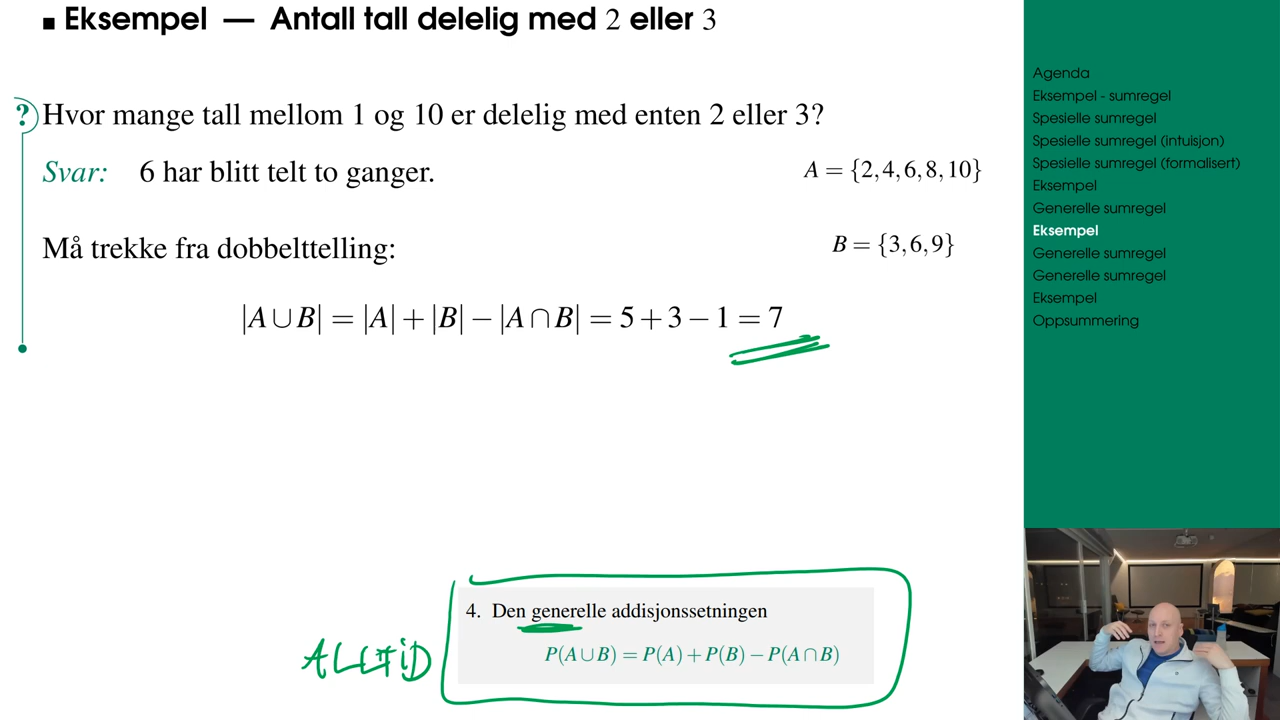 Eksempel — Antall tall delelig med 2 eller 3
? Hvor mange tall mellom 1 og 10 er delelig med enten 2 eller 3?
Svar: 6 har blitt telt to ganger.
A = {2,4,6,8,10}
Må trekke fra dobbelttelling:
B = {3,6,9}
|A∪B| = |A|+|B|−|A∩B| = 5+3−1 = 7
4. Den generelle addisjonssetningen
P(A∪B) = P(A)+P(B)−P(A∩B)
ALLTiD
Agenda
Eksempel - sumregel
Spesielle sumregel
Spesielle sumregel (intuisjon)
Spesielle sumregel (formalisert)
Eksempel
Generelle sumregel
Eksempel
Generelle sumregel
Generelle sumregel
Eksempel
Oppsummering